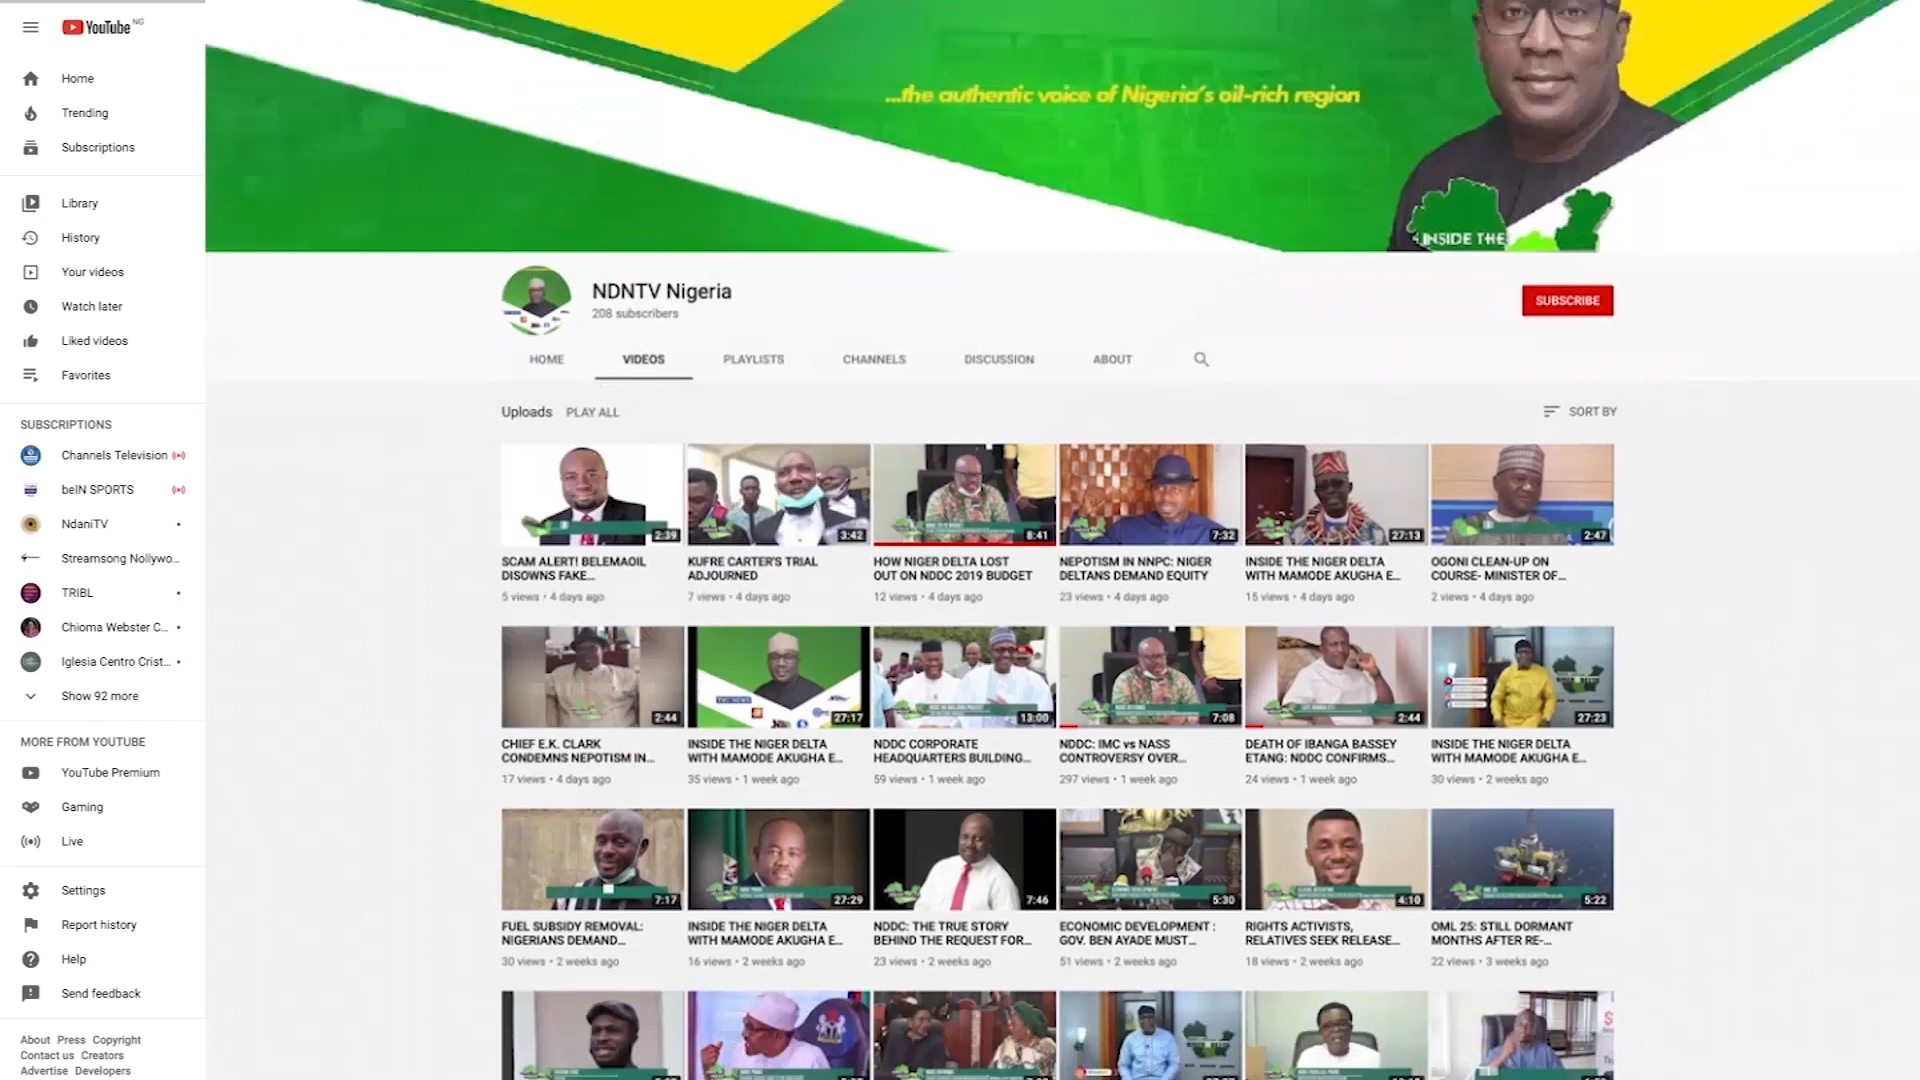 YouTube NG
Home
Trending
Subscriptions
Library
History
Your videos
Watch later
Liked videos
Favorites
SUBSCRIPTIONS
Channels Television
beIN SPORTS
NdaniTV
Streamsong Nollywo...
TRIBL
Chioma Webster C...
Iglesia Centro Crist...
Show 92 more
MORE FROM YOUTUBE
YouTube Premium
Gaming
Live
Settings
Report history
Help
Send feedback
About Press Copyright
Contact us Creators
Advertise Developers
...the authentic voice of Nigeria's oil-rich region
INSIDE THE
NDNTV Nigeria
208 subscribers
SUBSCRIBE
HOME VIDEOS PLAYLISTS CHANNELS DISCUSSION ABOUT
Uploads PLAY ALL SORT BY
2:39 3:42 8:41 7:32 27:13 2:47
SCAM ALERT! BELEMAOIL DISOWNS FAKE...
5 views • 4 days ago
KUFRE CARTER'S TRIAL ADJOURNED
7 views • 4 days ago
HOW NIGER DELTA LOST OUT ON NDDC 2019 BUDGET
12 views • 4 days ago
NEPOTISM IN NNPC: NIGER DELTANS DEMAND EQUITY
23 views • 4 days ago
INSIDE THE NIGER DELTA WITH MAMODE AKUGHA E...
15 views • 4 days ago
OGONI CLEAN-UP ON COURSE- MINISTER OF...
2 views • 4 days ago
2:44 27:17 13:00 7:08 2:44 27:23
CHIEF E.K. CLARK CONDEMNS NEPOTISM IN...
17 views • 4 days ago
INSIDE THE NIGER DELTA WITH MAMODE AKUGHA E...
35 views • 1 week ago
NDDC CORPORATE HEADQUARTERS BUILDING...
59 views • 1 week ago
NDDC: IMC vs NASS CONTROVERSY OVER...
297 views • 1 week ago
DEATH OF IBANGA BASSEY ETANG: NDDC CONFIRMS...
24 views • 1 week ago
INSIDE THE NIGER DELTA WITH MAMODE AKUGHA E...
30 views • 2 weeks ago
7:17 27:29 7:46 5:30 4:10 5:22
FUEL SUBSIDY REMOVAL: NIGERIANS DEMAND...
30 views • 2 weeks ago
INSIDE THE NIGER DELTA WITH MAMODE AKUGHA E...
16 views • 2 weeks ago
NDDC: THE TRUE STORY BEHIND THE REQUEST FOR...
23 views • 2 weeks ago
ECONOMIC DEVELOPMENT : GOV. BEN AYADE MUST...
51 views • 2 weeks ago
RIGHTS ACTIVISTS, RELATIVES SEEK RELEASE...
18 views • 2 weeks ago
OML 25: STILL DORMANT MONTHS AFTER RE-...
22 views • 3 weeks ago